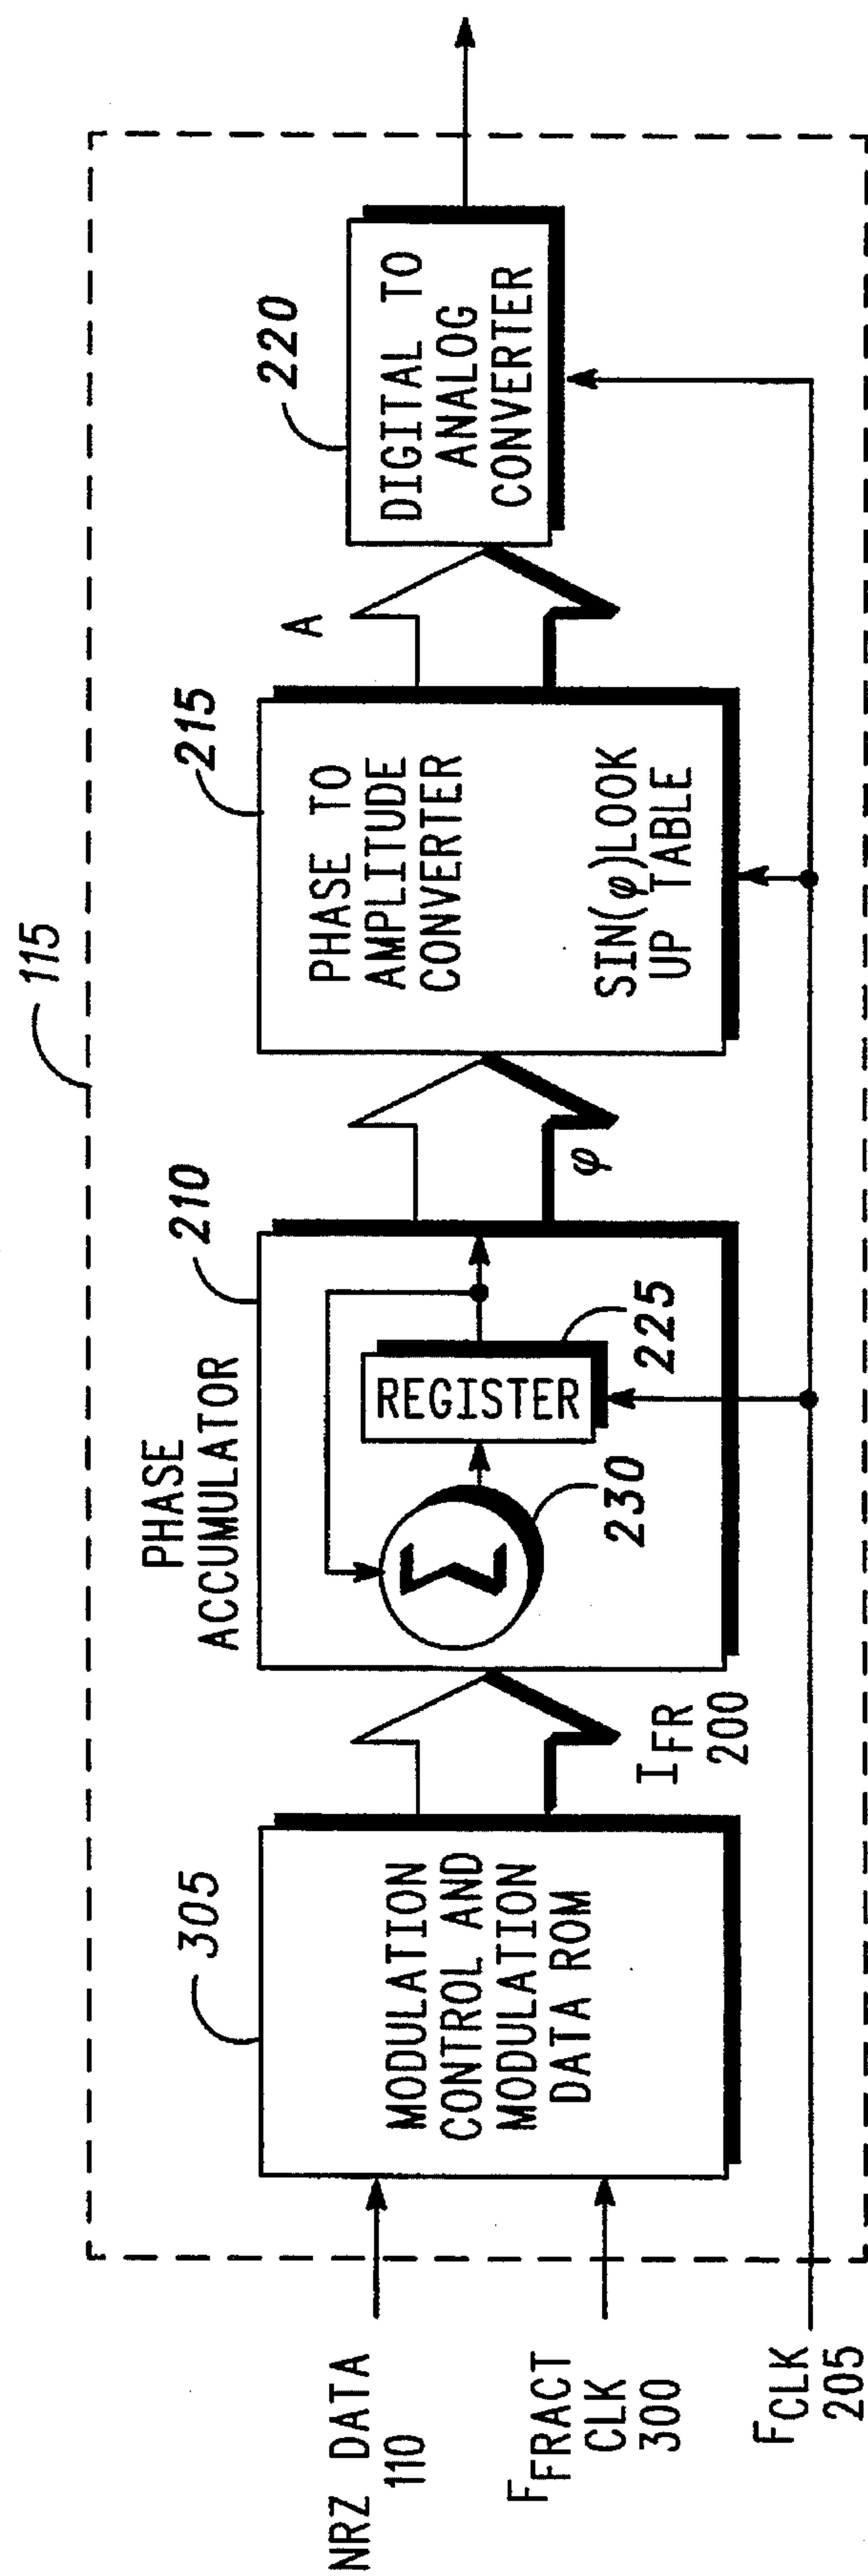 115
NRZ DATA
110
FFRACT
CLK
300
FCLK
205
305
MODULATION
CONTROL AND
MODULATION
DATA ROM
IFR
200
PHASE
ACCUMULATOR
210
Σ
230
REGISTER
225
φ
215
PHASE TO
AMPLITUDE
CONVERTER
SIN(φ)LOOK
UP TABLE
A
220
DIGITAL TO
ANALOG
CONVERTER